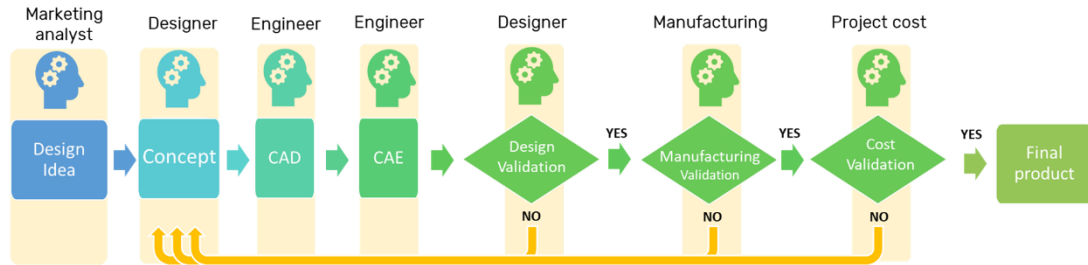 Marketing
analyst
Designer
Engineer
Engineer
Designer
Manufacturing
Project cost
Design
Idea
Concept
CAD
CAE
Design
Validation
YES
Manufacturing
Validation
YES
Cost
Validation
YES
Final
product
NO
NO
NO